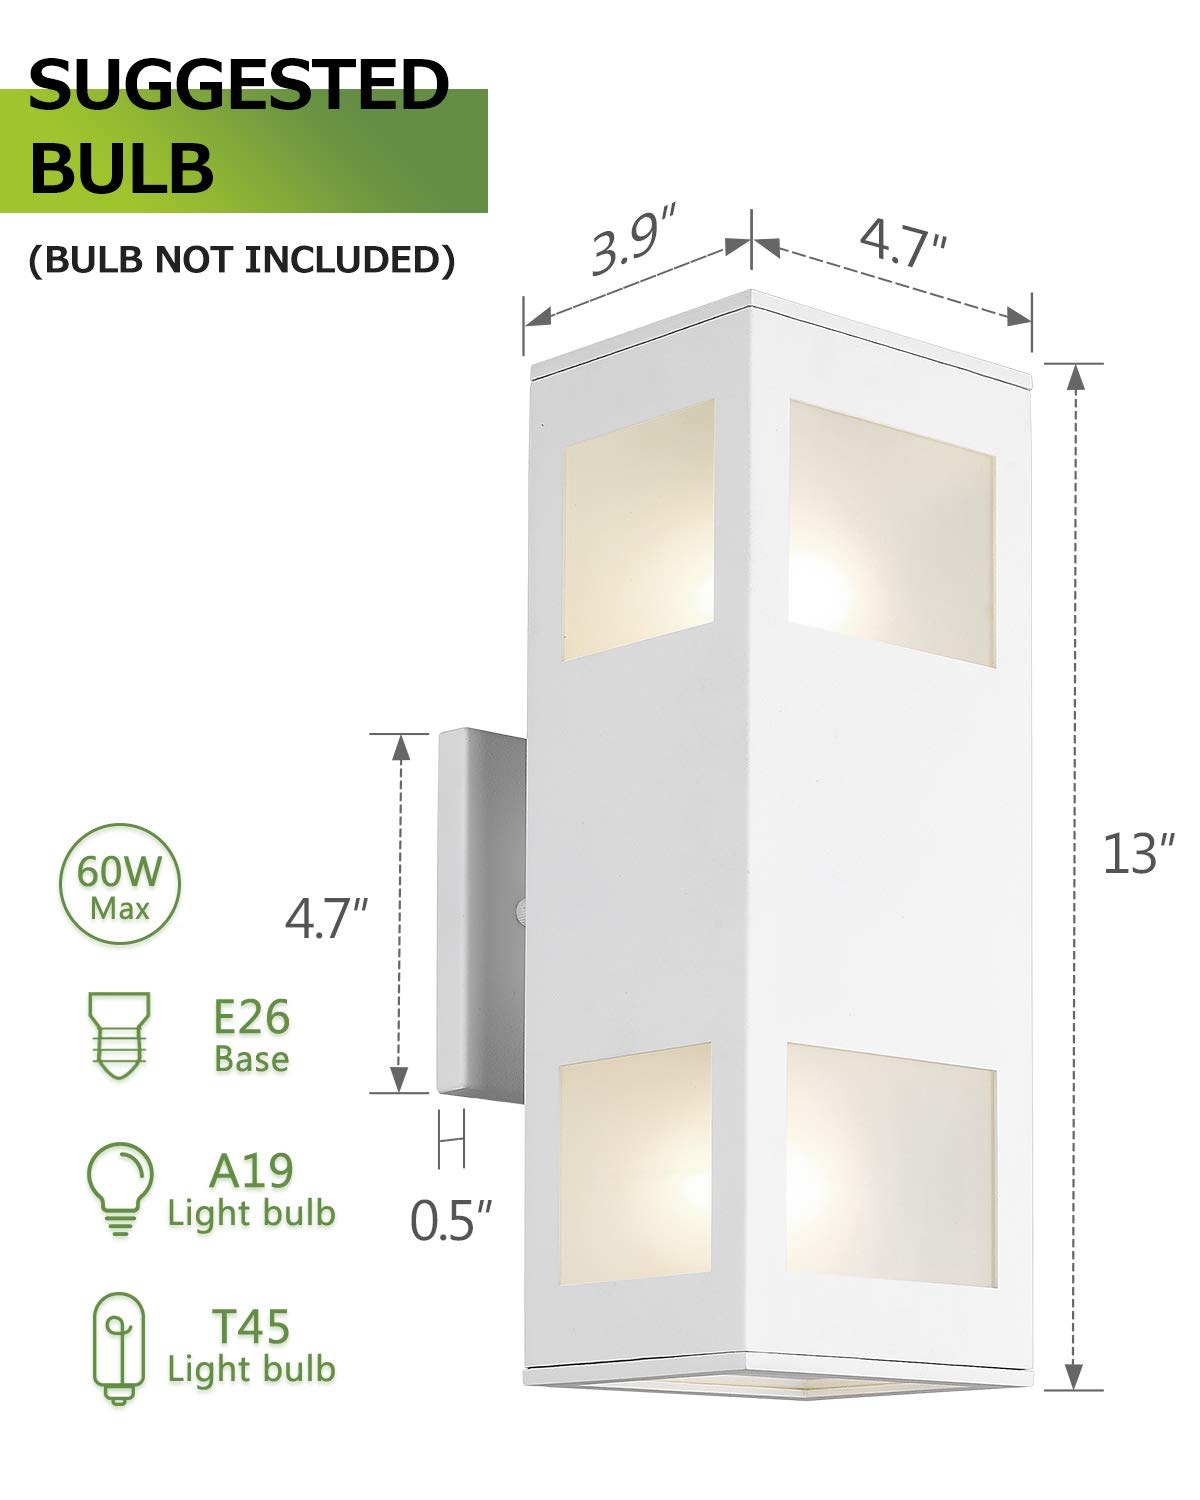 SUGGESTED
BULB
(BULB NOT INCLUDED)
3.9"
4.7"
13"
4.7"
0.5"
60W
Max
E26
Base
A19
Light bulb
T45
Light bulb